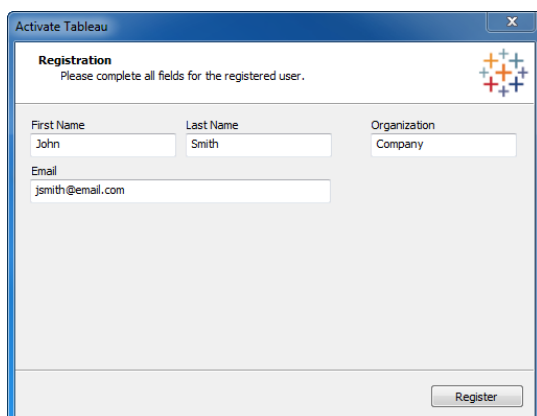 Activate Tableau X
Registration
Please complete all fields for the registered user.
First Name Last Name Organization
John Smith Company
Email
jsmith@email.com
Register